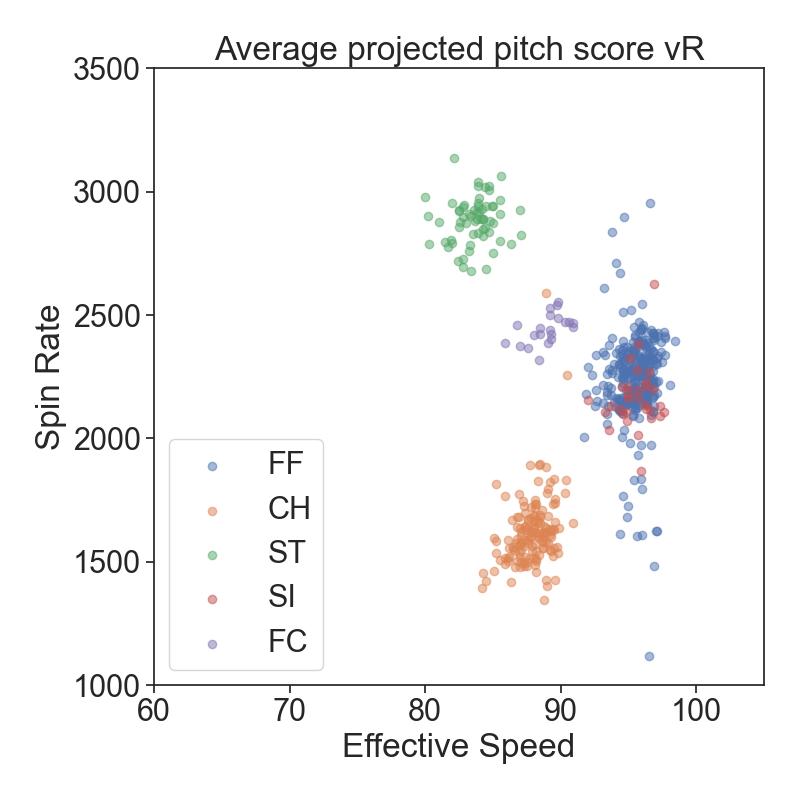 Average projected pitch score vR
3500
3000
2500
2000
1500
1000
Spin Rate
FF
CH
ST
SI
FC
60 70 80 90 100
Effective Speed